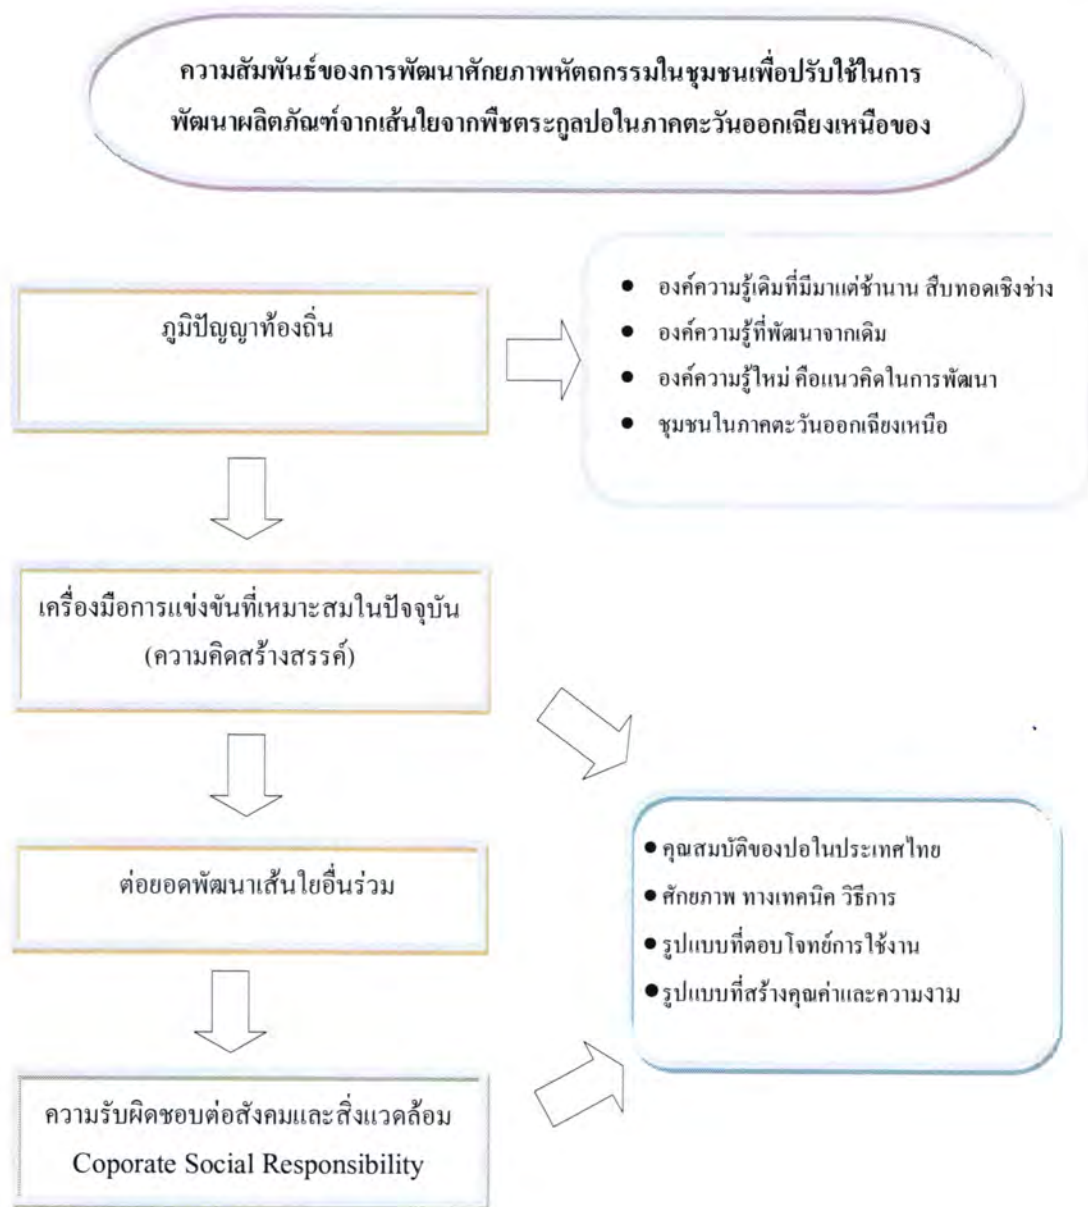 ความสัมพันธ์ของการพัฒนาศักยภาพหัตถกรรมในชุมชนเพื่อปรับใช้ในการ
พัฒนาผลิตภัณฑ์จากเส้นใยจากพืชตระกูลปอในภาคตะวันออกเฉียงเหนือของ
ภูมิปัญญาท้องถิ่น
● องค์ความรู้เดิมที่มีมาแต่ช้านาน สืบทอดเชิงช่าง
● องค์ความรู้ที่พัฒนาจากเดิม
● องค์ความรู้ใหม่ คือแนวคิดในการพัฒนา
● ชุมชนในภาคตะวันออกเฉียงเหนือ
เครื่องมือการแข่งขันที่เหมาะสมในปัจจุบัน
(ความคิดสร้างสรรค์)
ต่อยอดพัฒนาเส้นใยอื่นร่วม
● คุณสมบัติของปอในประเทศไทย
● ศักยภาพ ทางเทคนิค วิธีการ
● รูปแบบที่ตอบโจทย์การใช้งาน
● รูปแบบที่สร้างคุณค่าและความงาม
ความรับผิดชอบต่อสังคมและสิ่งแวดล้อม
Coporate Social Responsibility